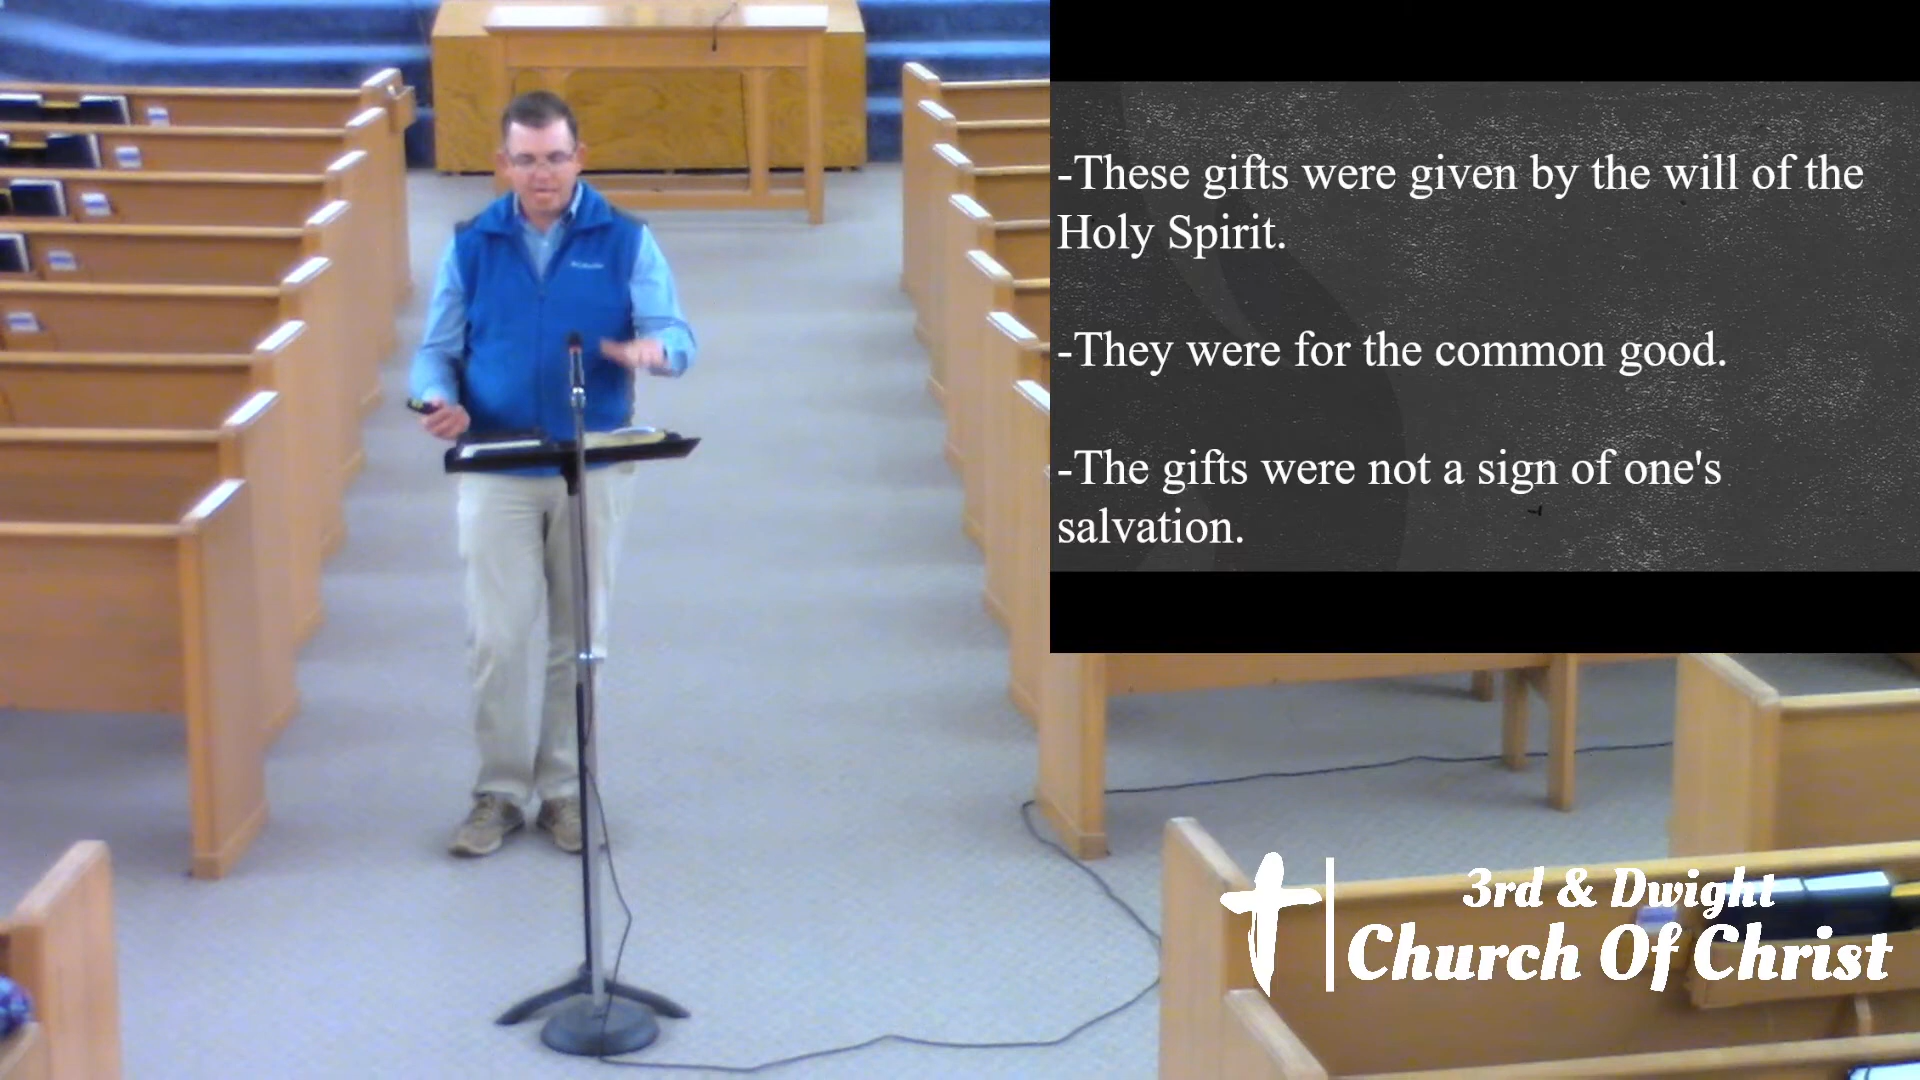 -These gifts were given by the will of the
Holy Spirit.
-They were for the common good.
-The gifts were not a sign of one's
salvation.
3rd & Dwight
Church Of Christ